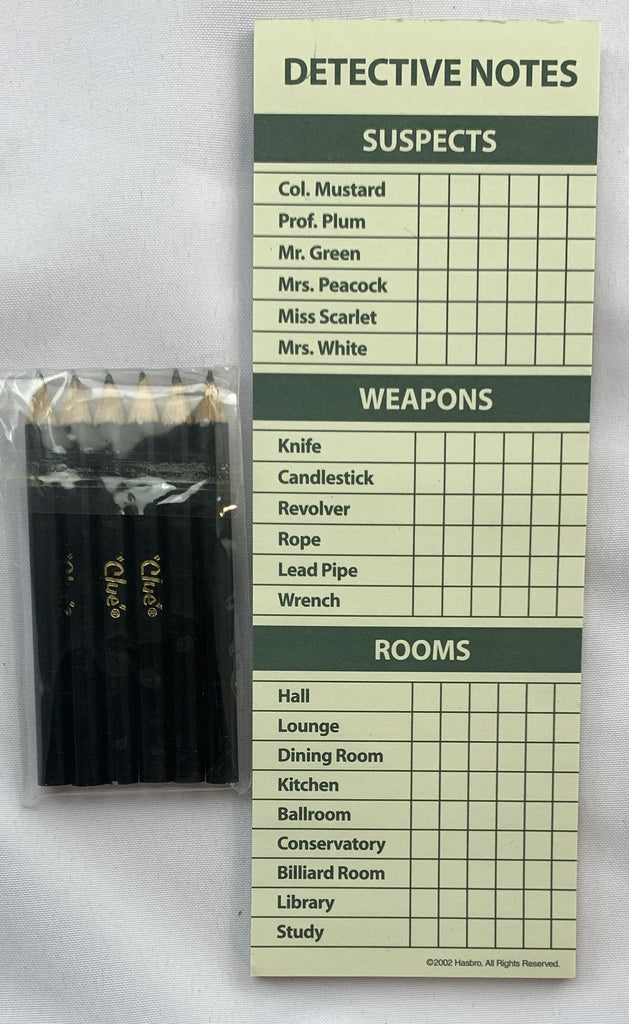 DETECTIVE NOTES
SUSPECTS
Col. Mustard
Prof. Plum
Mr. Green
Mrs. Peacock
Miss Scarlet
Mrs. White
WEAPONS
Knife
Candlestick
Revolver
Rope
Lead Pipe
Wrench
ROOMS
Hall
Lounge
Dining Room
Kitchen
Ballroom
Conservatory
Billiard Room
Library
Study
©2002 Hasbro. All Rights Reserved.
"Clue"®
"Clue"®